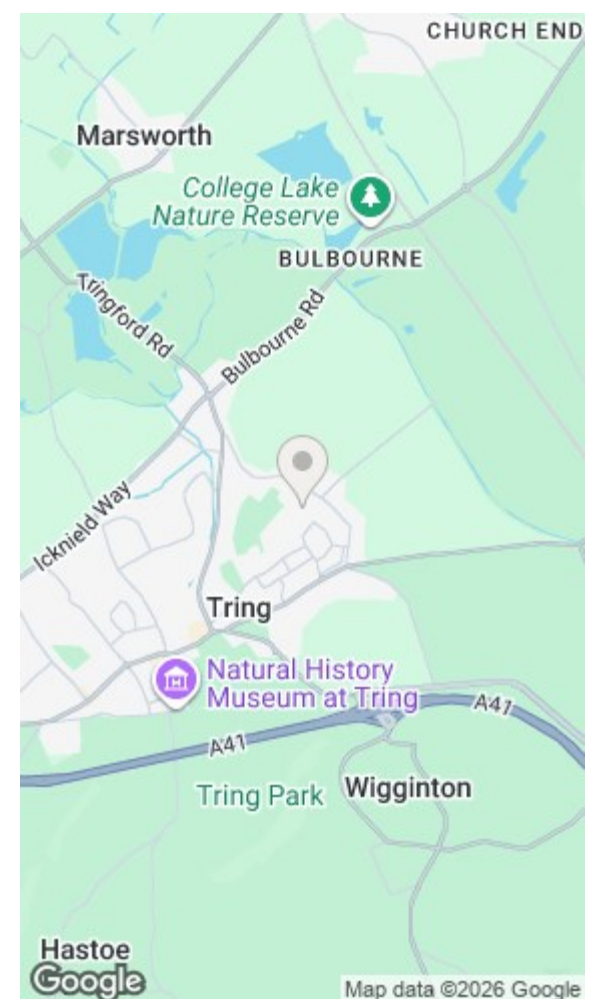 CHURCH END
Marsworth
College Lake
Nature Reserve
BULBOURNE
Tringford Rd
Bulbourne Rd
Icknield Way
Tring
Natural History
Museum at Tring
A41
A41
Tring Park
Wigginton
Hastoe
Google
Map data ©2026 Google